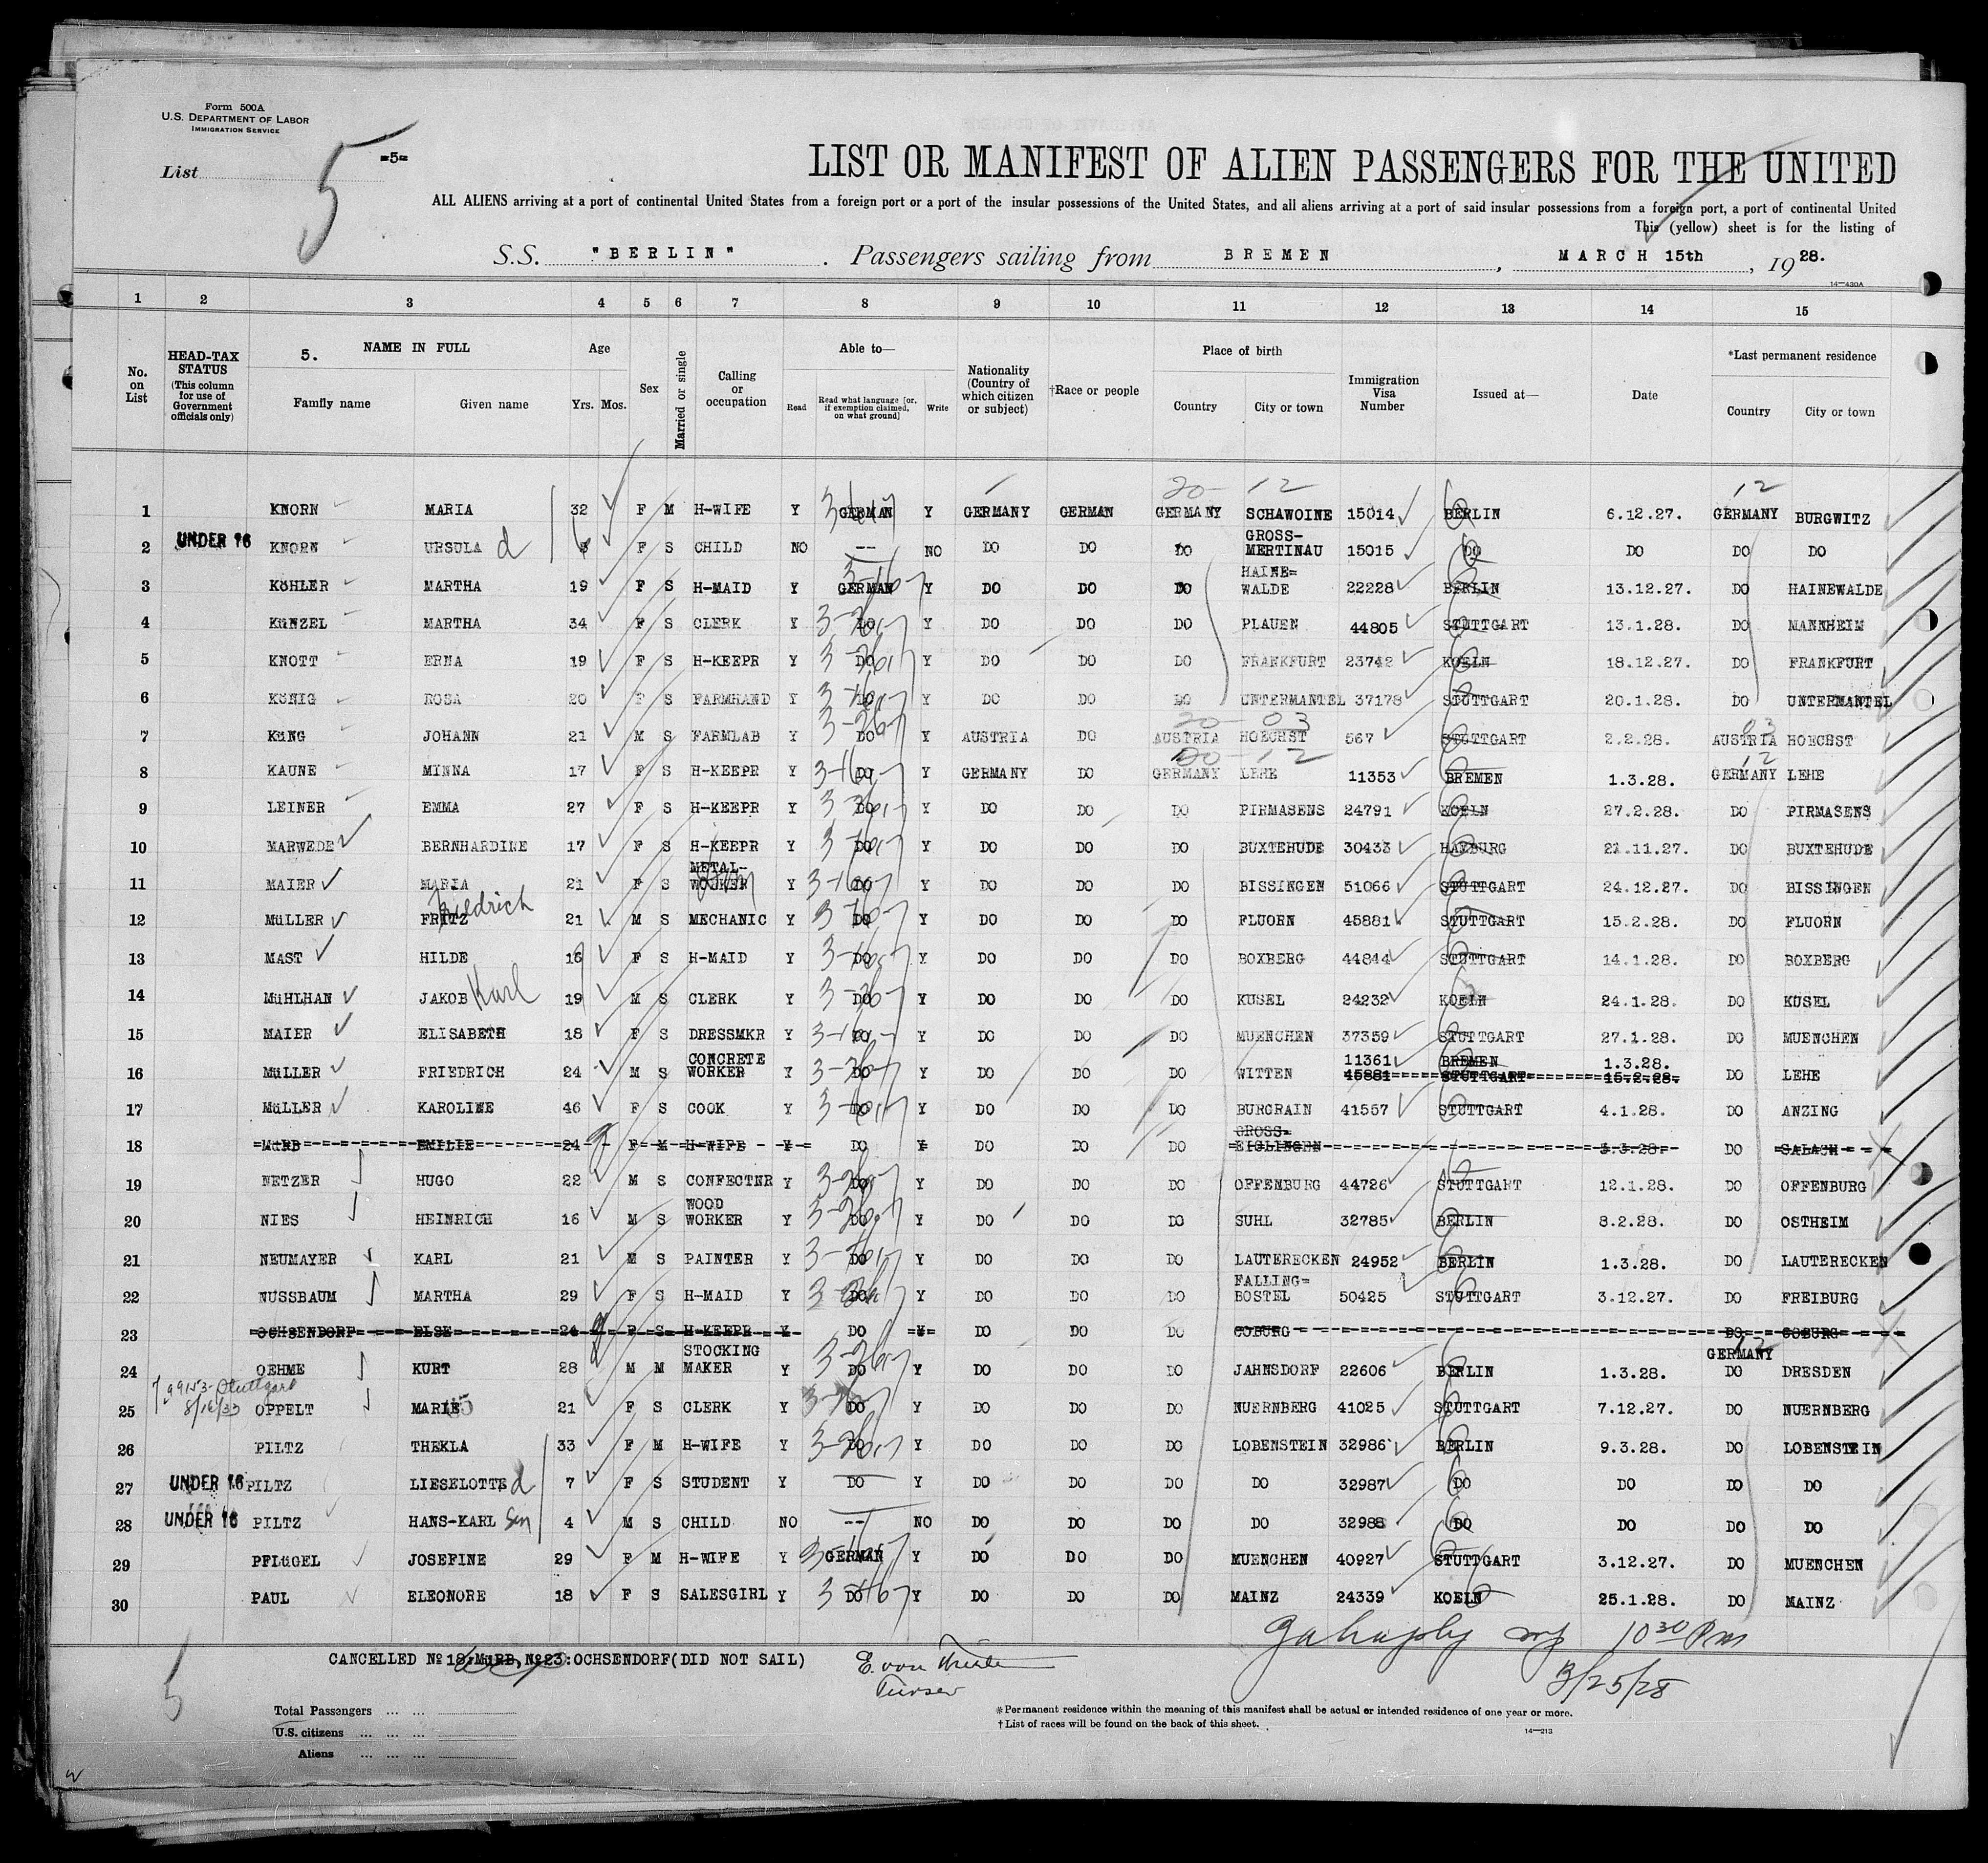 Form 500A
U.S. DEPARTMENT OF LABOR
IMMIGRATION SERVICE
List 5 =5=
LIST OR MANIFEST OF ALIEN PASSENGERS FOR THE UNITED
ALL ALIENS arriving at a port of continental United States from a foreign port or a port of the insular possessions of the United States, and all aliens arriving at a port of said insular possessions from a foreign port, a port of continental United
This (yellow) sheet is for the listing of
S.S. "BERLIN". Passengers sailing from BREMEN, MARCH 15th, 1928.
14—430A
1 2 3 4 5 6 7 8 9 10 11 12 13 14 15
No. on List
HEAD-TAX STATUS (This column for use of Government officials only)
5. NAME IN FULL
Family name Given name
Age
Yrs. Mos.
Sex
Married or single
Calling or occupation
Able to—
Read Read what language [or, if exemption claimed, on what ground] Write
Nationality (Country of which citizen or subject)
†Race or people
Place of birth
Country City or town
Immigration Visa Number
Issued at—
Date
*Last permanent residence
Country City or town
20- 12 12
1 KNORN MARIA 32 F M H-WIFE Y GERMAN Y GERMANY GERMAN GERMANY SCHAWOINE 15014 BERLIN 6.12.27. GERMANY BURGWITZ
2 UNDER 16 KNORN URSULA d 6 F S CHILD NO -- NO DO DO DO GROSS-MERTINAU 15015 DO DO DO DO
3 KÖHLER MARTHA 19 F S H-MAID Y GERMAN Y DO DO DO HAINE=WALDE 22228 BERLIN 13.12.27. DO HAINEWALDE
4 KÜNZEL MARTHA 34 F S CLERK Y DO Y DO DO DO PLAUEN 44805 STUTTGART 13.1.28. DO MANNHEIM
5 KNOTT ERNA 19 F S H-KEEPR Y DO Y DO DO DO FRANKFURT 23742 KOELN 18.12.27. DO FRANKFURT
6 KÖNIG ROSA 20 F S FARMHAND Y DO Y DO DO DO UNTERMANTEL 37178 STUTTGART 20.1.28. DO UNTERMANTEL
20- 03 03
7 KÜNG JOHANN 21 M S FARMLAB Y DO Y AUSTRIA DO AUSTRIA HOECHST 567 STUTTGART 2.2.28. AUSTRIA HOECHST
20-12 12
8 KAUNE MINNA 17 F S H-KEEPR Y DO Y GERMANY DO GERMANY LEHE 11353 BREMEN 1.3.28. GERMANY LEHE
9 LEINER EMMA 27 F S H-KEEPR Y DO Y DO DO DO PIRMASENS 24791 KOELN 27.2.28. DO PIRMASENS
10 MARWEDE BERNHARDINE 17 F S H-KEEPR Y DO Y DO DO DO BUXTEHUDE 30433 HAMBURG 21.11.27. DO BUXTEHUDE
11 MAIER MARIA 21 F S METAL-WORKER Y DO Y DO DO DO BISSINGEN 51066 STUTTGART 24.12.27. DO BISSINGEN
12 MÜLLER FRITZ Friedrich 21 M S MECHANIC Y DO Y DO DO DO FLUORN 45881 STUTTGART 15.2.28. DO FLUORN
13 MAST HILDE 16 F S H-MAID Y DO Y DO DO DO BOXBERG 44844 STUTTGART 14.1.28. DO BOXBERG
14 MÜHLHAN JAKOB Karl 19 M S CLERK Y DO Y DO DO DO KUSEL 24232 KOELN 24.1.28. DO KUSEL
15 MAIER ELISABETH 18 F S DRESSMKR Y DO Y DO DO DO MUENCHEN 37359 STUTTGART 27.1.28. DO MUENCHEN
11361 BREMEN 1.3.28.
16 MÜLLER FRIEDRICH 24 M S CONCRETE WORKER Y DO Y DO DO DO WITTEN 45881 STUTTGART 15.2.28. DO LEHE
17 MÜLLER KAROLINE 46 F S COOK Y DO Y DO DO DO BURGRAIN 41557 STUTTGART 4.1.28. DO ANZING
18 MÜRB EMILIE 24 F M H-WIFE Y DO Y DO DO DO GROSS-EIGLINGEN 3.3.28. DO SALACH
19 NETZER HUGO 22 M S CONFECTNR Y DO Y DO DO DO OFFENBURG 44726 STUTTGART 12.1.28. DO OFFENBURG
20 NIES HEINRICH 16 M S WOOD WORKER Y DO Y DO DO DO SUHL 32785 BERLIN 8.2.28. DO OSTHEIM
21 NEUMAYER KARL 21 M S PAINTER Y DO Y DO DO DO LAUTERECKEN 24952 BERLIN 1.3.28. DO LAUTERECKEN
22 NUSSBAUM MARTHA 29 F S H-MAID Y DO Y DO DO DO FALLING=BOSTEL 50425 STUTTGART 3.12.27. DO FREIBURG
23 OCHSENDORF ELSE 24 F S H-KEEPR Y DO Y DO DO DO COBURG DO COBURG
24 OEHME KURT 28 M M STOCKING MAKER Y DO Y DO DO DO JAHNSDORF 22606 BERLIN 1.3.28. GERMANY DO DRESDEN
99153-Stuttgart 8/16/33
25 OPPELT MARIE 21 F S CLERK Y DO Y DO DO DO NUERNBERG 41025 STUTTGART 7.12.27. DO NUERNBERG
26 PILTZ THEKLA 33 F M H-WIFE Y DO Y DO DO DO LOBENSTEIN 32986 BERLIN 9.3.28. DO LOBENSTEIN
27 UNDER 16 PILTZ LIESELOTTE d 7 F S STUDENT Y DO Y DO DO DO DO 32987 DO DO DO DO
28 UNDER 16 PILTZ HANS-KARL Son 4 M S CHILD NO -- NO DO DO DO DO 32988 DO DO DO DO
29 PFLÜGEL JOSEFINE 29 F M H-WIFE Y GERMAN Y DO DO DO MUENCHEN 40927 STUTTGART 3.12.27. DO MUENCHEN
30 PAUL ELEONORE 18 F S SALESGIRL Y DO Y DO DO DO MAINZ 24339 KOELN 25.1.28. DO MAINZ
10 30 Pm
3/25/28
CANCELLED № 18:MÜRB, №23:OCHSENDORF(DID NOT SAIL)
Purser
5
Total Passengers
U.S. citizens
Aliens
*Permanent residence within the meaning of this manifest shall be actual or intended residence of one year or more.
†List of races will be found on the back of this sheet.
14—213